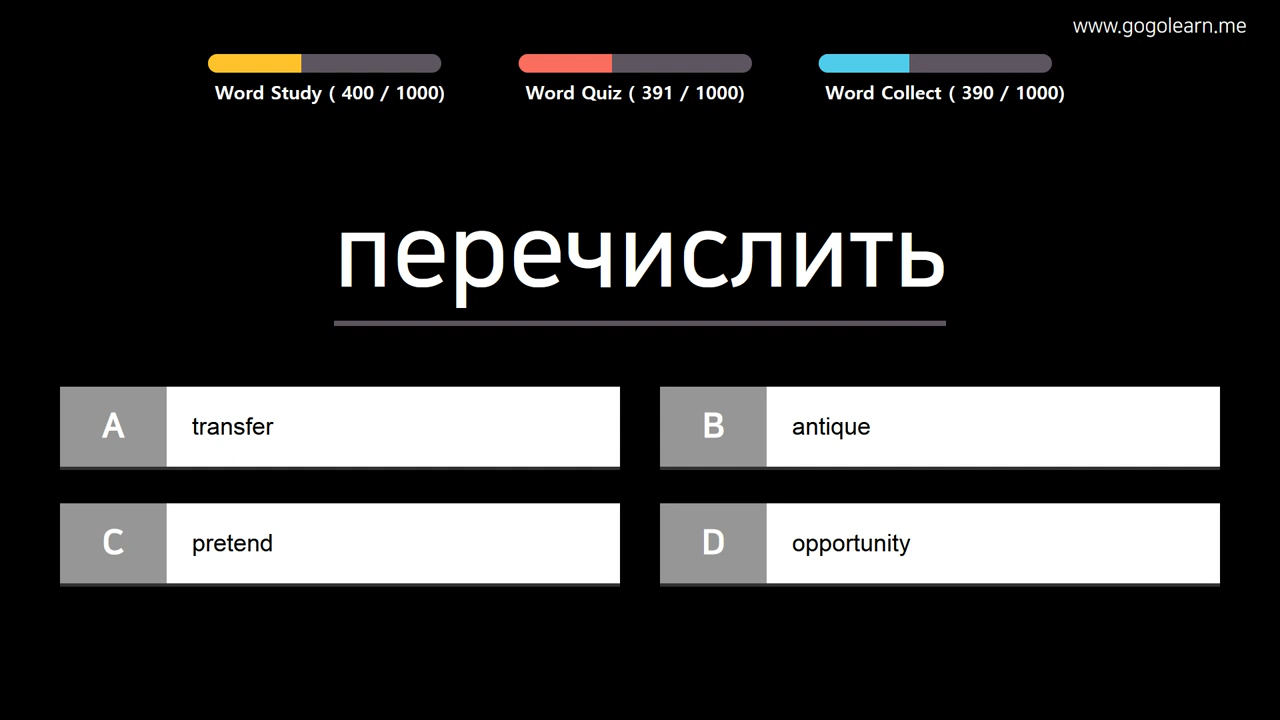 www.gogolearn.me
Word Study ( 400 / 1000)
Word Quiz ( 391 / 1000)
Word Collect ( 390 / 1000)
перечислить
A transfer
B antique
C pretend
D opportunity